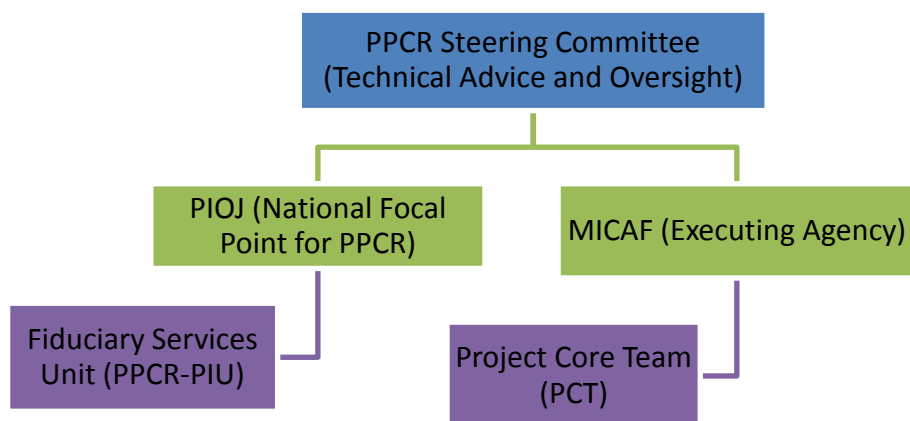 PPCR Steering Committee
(Technical Advice and Oversight)
PIOJ (National Focal
Point for PPCR)
MICAF (Executing Agency)
Fiduciary Services
Unit (PPCR-PIU)
Project Core Team
(PCT)